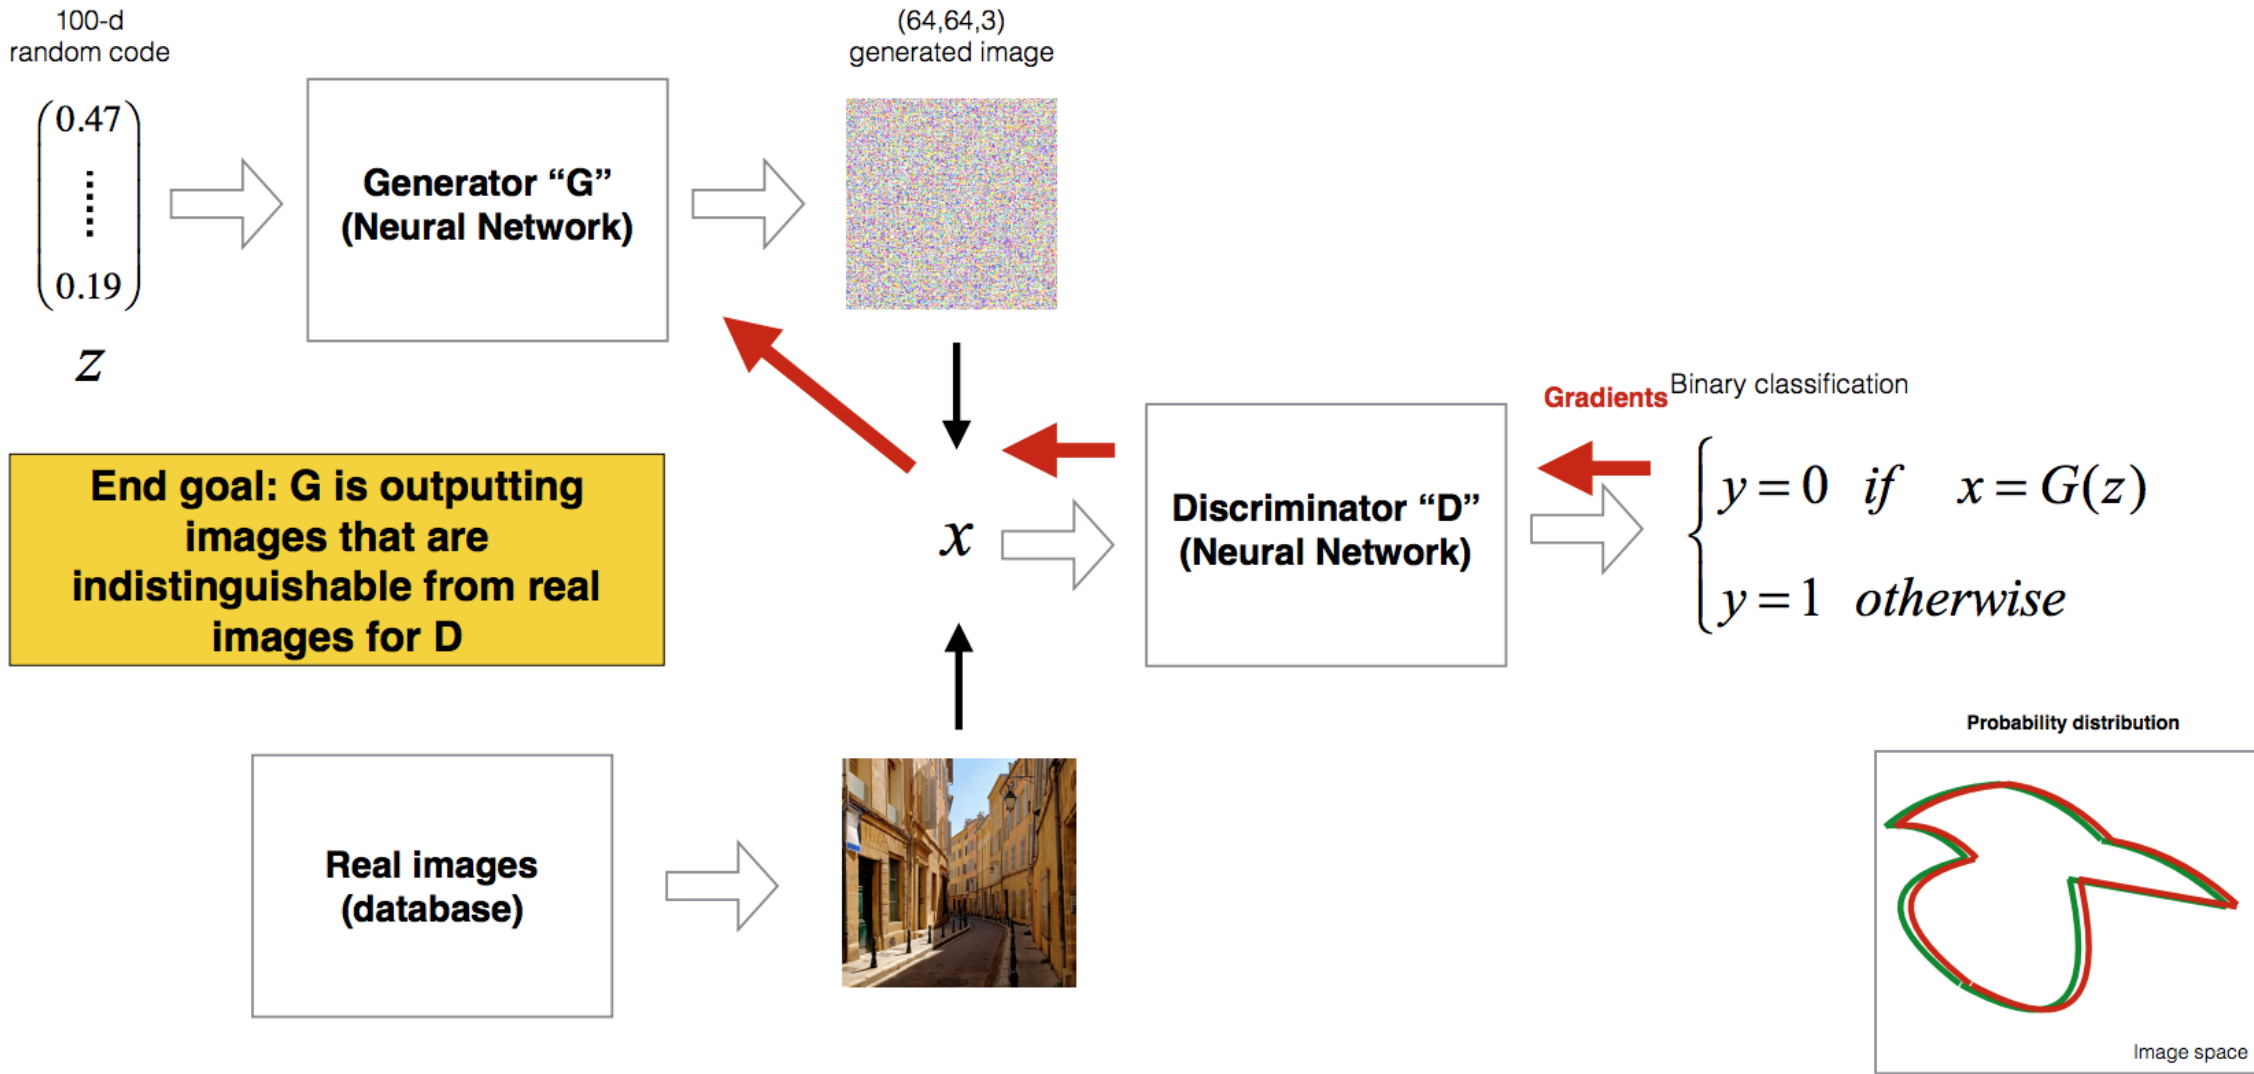 100-d
random code
0.47
0.19
z
Generator “G”
(Neural Network)
(64,64,3)
generated image
End goal: G is outputting
images that are
indistinguishable from real
images for D
x
Discriminator “D”
(Neural Network)
Gradients
Binary classification
y = 0 if x = G(z)
y = 1 otherwise
Real images
(database)
Probability distribution
Image space